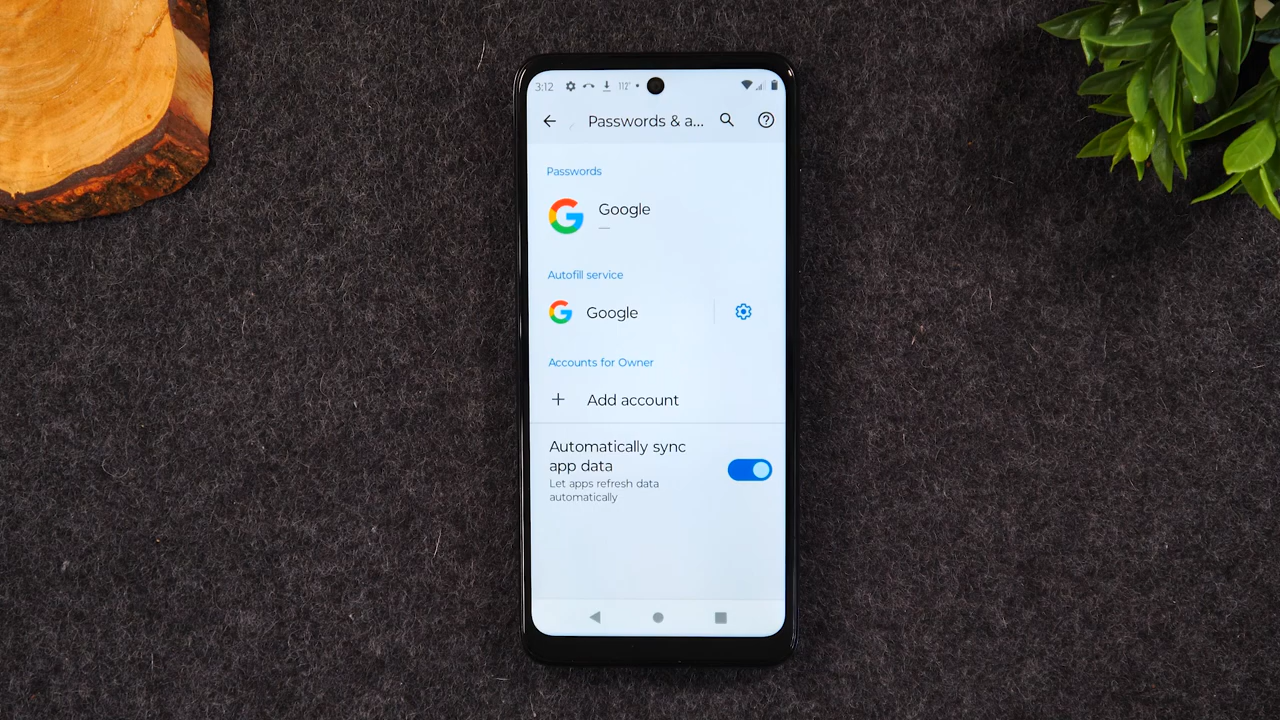 3:12 112°
Passwords & a...
Passwords
Google
Autofill service
Google
Accounts for Owner
Add account
Automatically sync
app data
Let apps refresh data
automatically